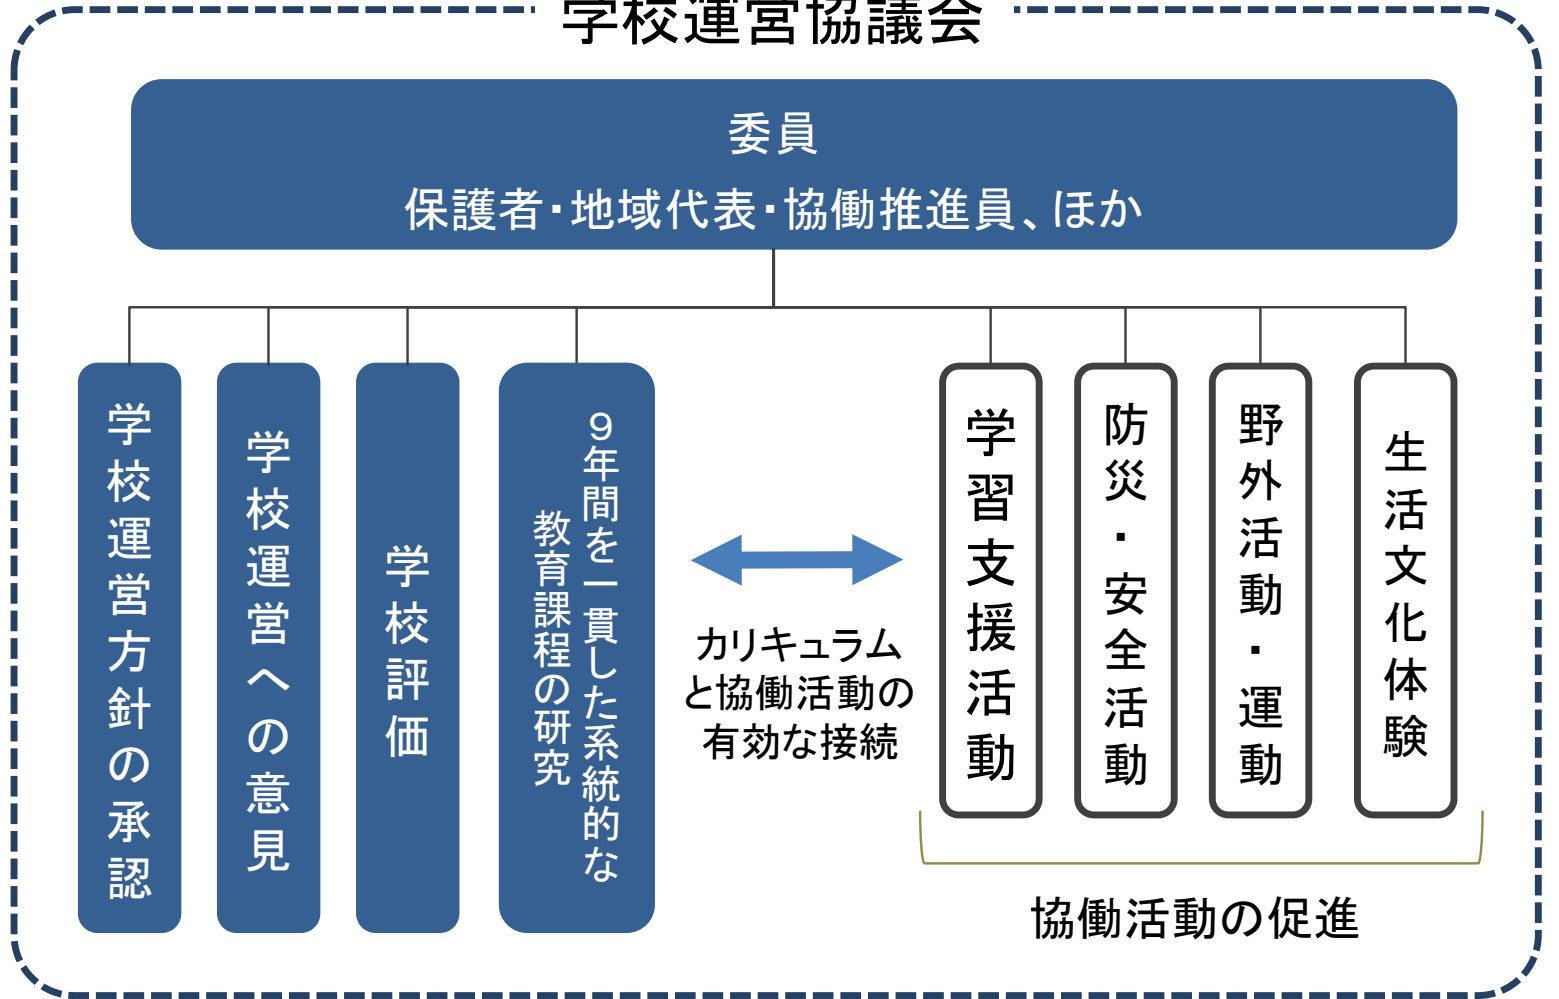 学校運営協議会
委員
保護者・地域代表・協働推進員、ほか
学校運営方針の承認
学校運営への意見
学校評価
９年間を一貫した系統的な
教育課程の研究
カリキュラム
と協働活動の
有効な接続
学習支援活動
防災・安全活動
野外活動・運動
生活文化体験
協働活動の促進